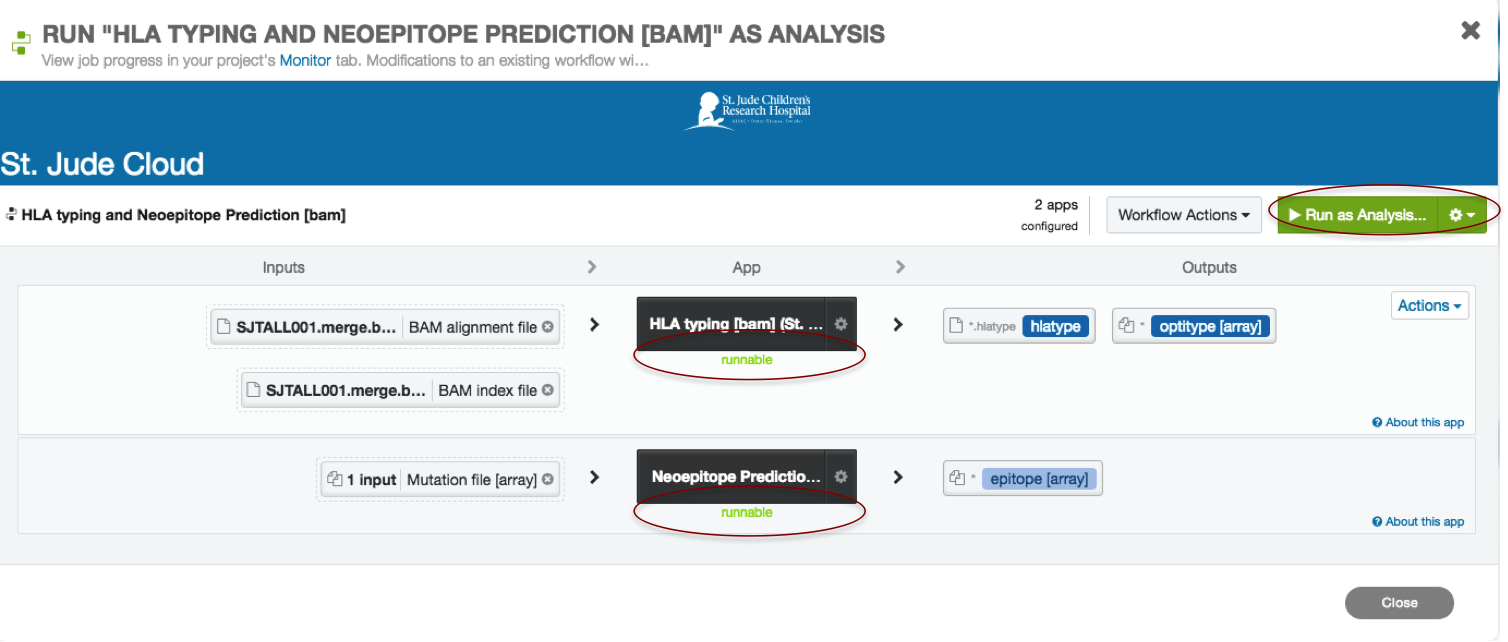 RUN "HLA TYPING AND NEOEPITOPE PREDICTION [BAM]" AS ANALYSIS
View job progress in your project's Monitor tab. Modifications to an existing workflow wi...
St. Jude Children's
Research Hospital
St. Jude Cloud
HLA typing and Neoepitope Prediction [bam]
2 apps
configured
Workflow Actions
Run as Analysis...
Inputs
App
Outputs
SJTALL001.merge.b... BAM alignment file
HLA typing [bam] (St. ...
*.hlatype hlatype
* optitype [array]
Actions
runnable
SJTALL001.merge.b... BAM index file
About this app
1 input Mutation file [array]
Neoepitope Predictio...
* epitope [array]
runnable
About this app
Close